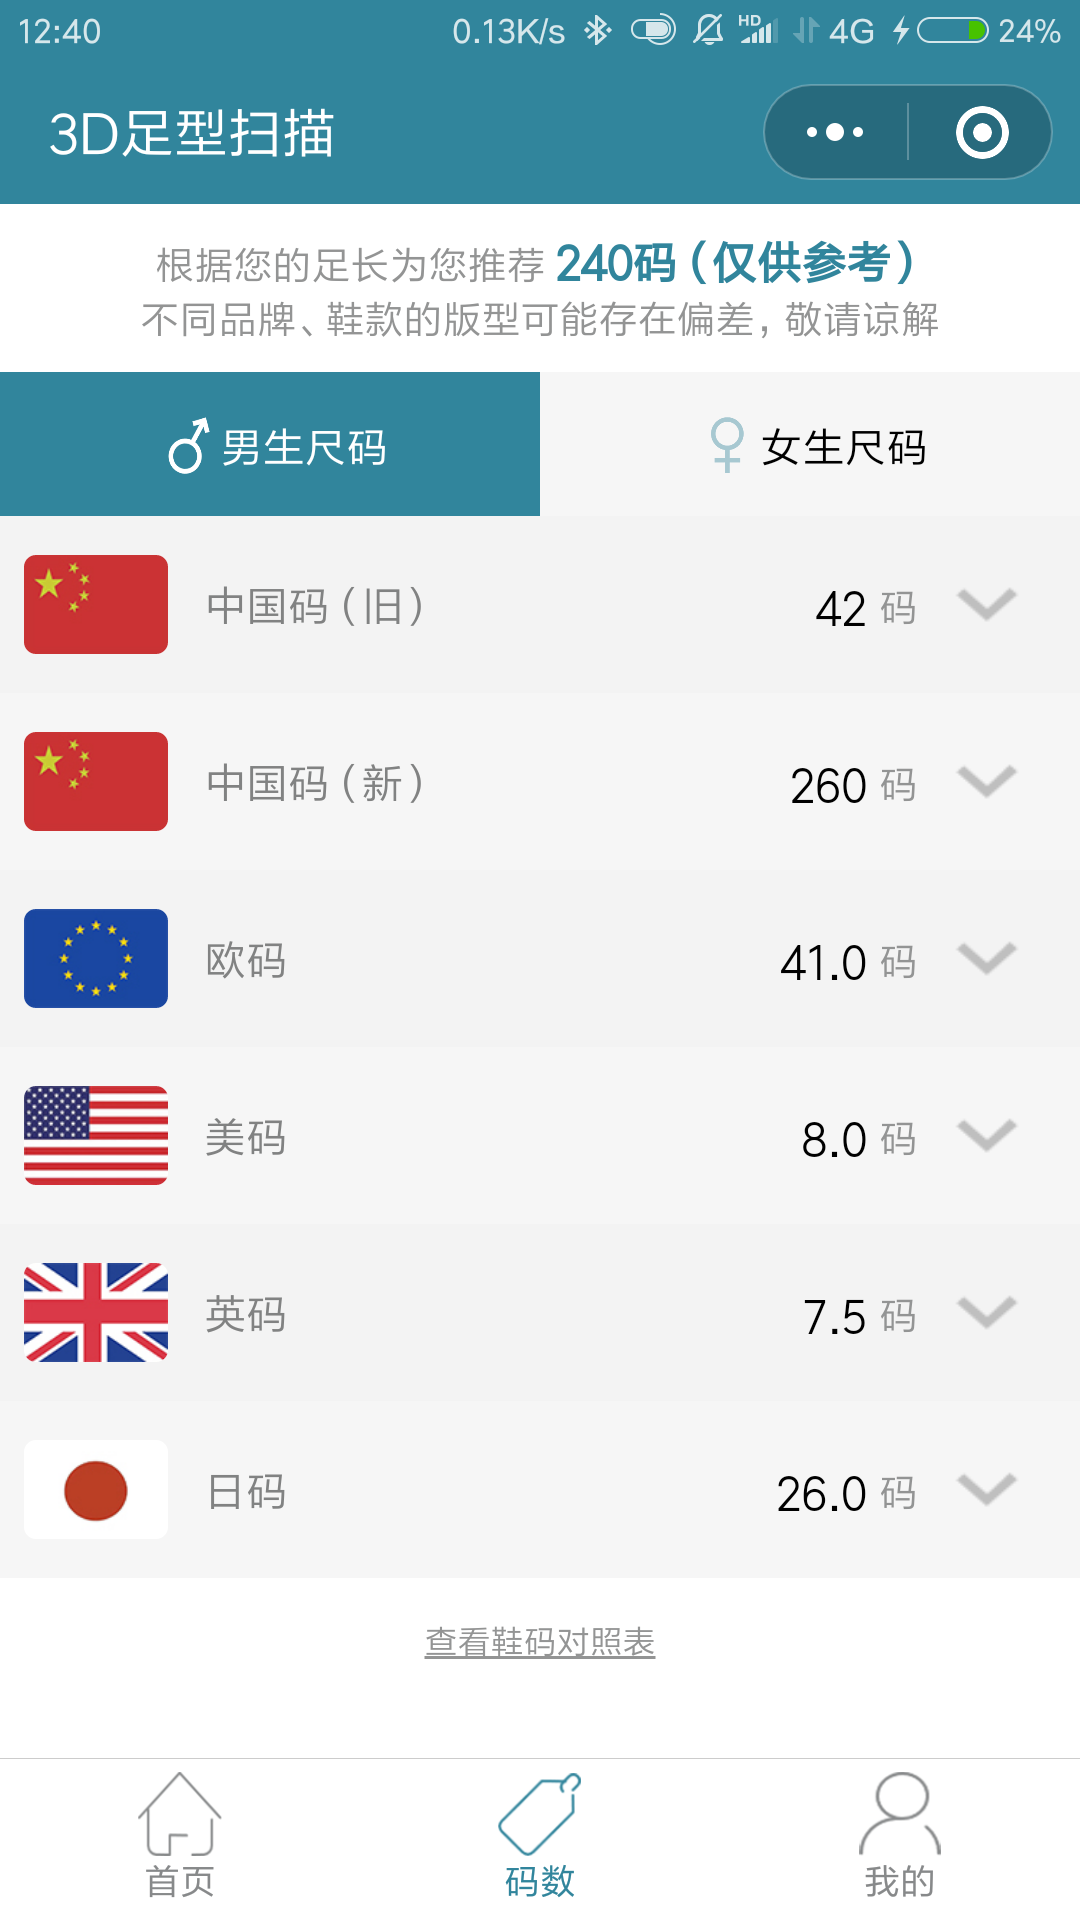 12:40 0.13K/s HD 4G 24%
3D足型扫描
根据您的足长为您推荐 240码（仅供参考）
不同品牌、鞋款的版型可能存在偏差，敬请谅解
男生尺码 女生尺码
中国码（旧） 42 码
中国码（新） 260 码
欧码 41.0 码
美码 8.0 码
英码 7.5 码
日码 26.0 码
查看鞋码对照表
首页 码数 我的